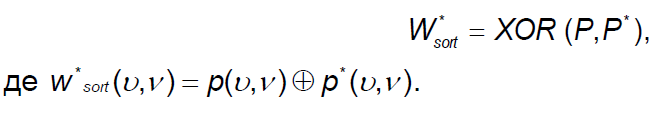 W*sort = XOR (P,P*),
де w*sort(υ,ν) = p(υ,ν) ⊕ p*(υ,ν).